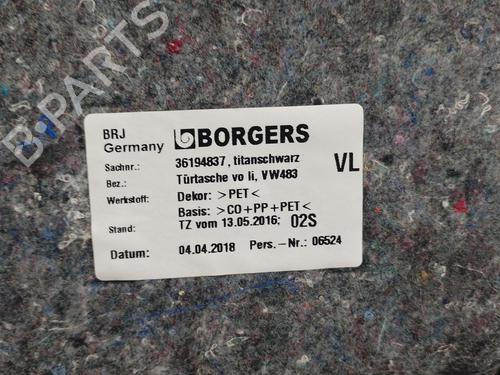 B-PARTS
BRJ
Germany
BORGERS
Sachnr.: 36194837, titanschwarz
VL
Bez.: Türtasche vo li, VW483
Werkstoff: Dekor: >PET<
Basis: >CO+PP+PET<
Stand: TZ vom 13.05.2016; 02S
Datum: 04.04.2018 Pers.-Nr.: 06524